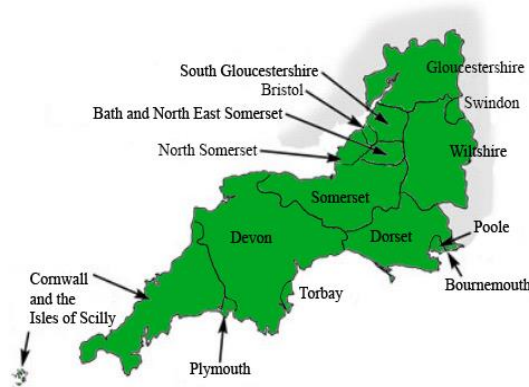 South Gloucestershire
Gloucestershire
Bristol
Swindon
Bath and North East Somerset
North Somerset
Wiltshire
Somerset
Poole
Devon
Dorset
Cornwall
and the
Isles of Scilly
Torbay
Bournemouth
Plymouth